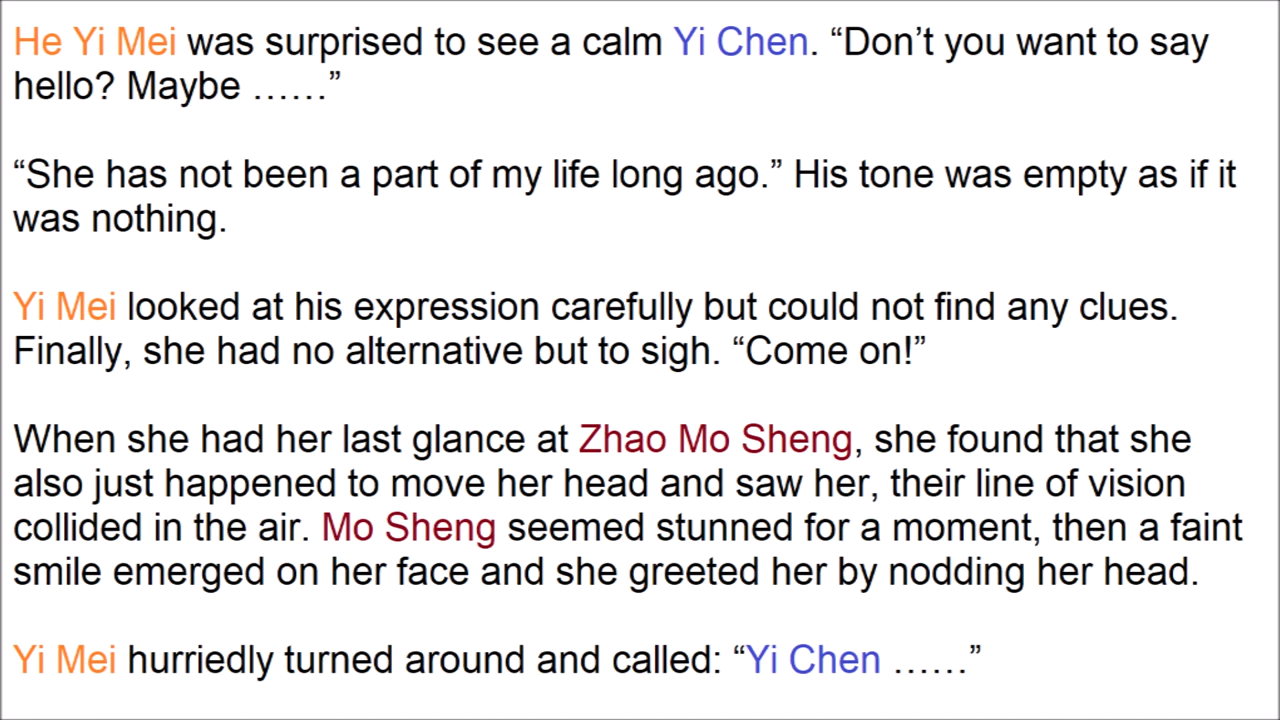 He Yi Mei was surprised to see a calm Yi Chen. “Don’t you want to say
hello? Maybe ……”
“She has not been a part of my life long ago.” His tone was empty as if it
was nothing.
Yi Mei looked at his expression carefully but could not find any clues.
Finally, she had no alternative but to sigh. “Come on!”
When she had her last glance at Zhao Mo Sheng, she found that she
also just happened to move her head and saw her, their line of vision
collided in the air. Mo Sheng seemed stunned for a moment, then a faint
smile emerged on her face and she greeted her by nodding her head.
Yi Mei hurriedly turned around and called: “Yi Chen ……”